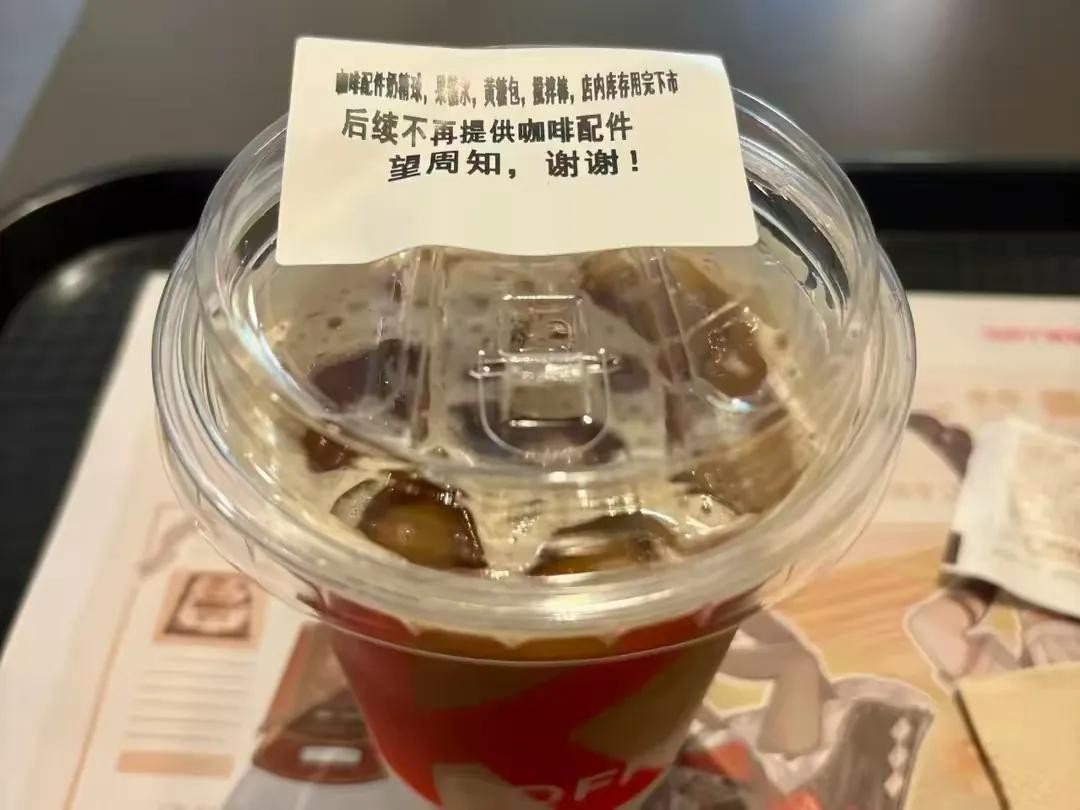 咖啡配件奶精球，果糖水，黄糖包，搅拌棒，店内库存用完下市
后续不再提供咖啡配件
望周知，谢谢！